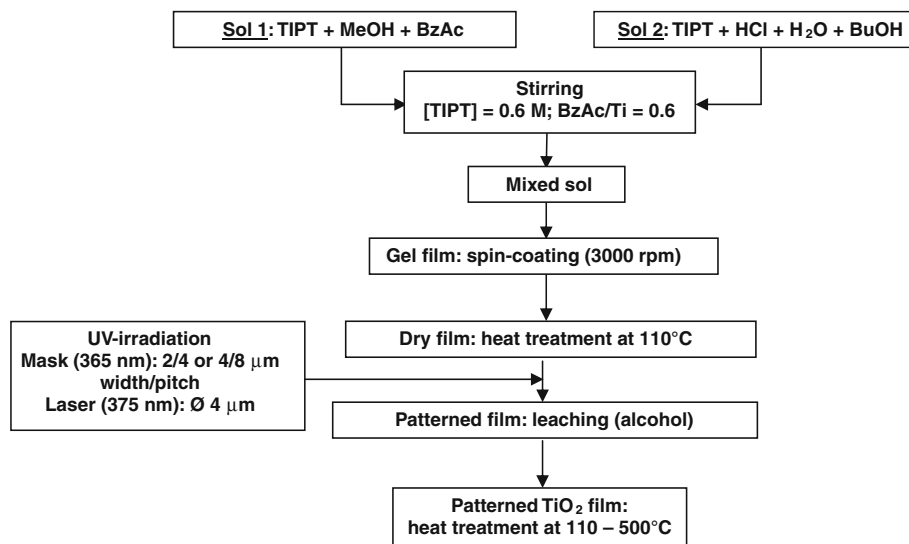 Sol 1: TIPT + MeOH + BzAc
Sol 2: TIPT + HCl + H₂O + BuOH
Stirring
[TIPT] = 0.6 M; BzAc/Ti = 0.6
Mixed sol
Gel film: spin-coating (3000 rpm)
Dry film: heat treatment at 110°C
UV-irradiation
Mask (365 nm): 2/4 or 4/8 μm
width/pitch
Laser (375 nm): Ø 4 μm
Patterned film: leaching (alcohol)
Patterned TiO₂ film:
heat treatment at 110 – 500°C